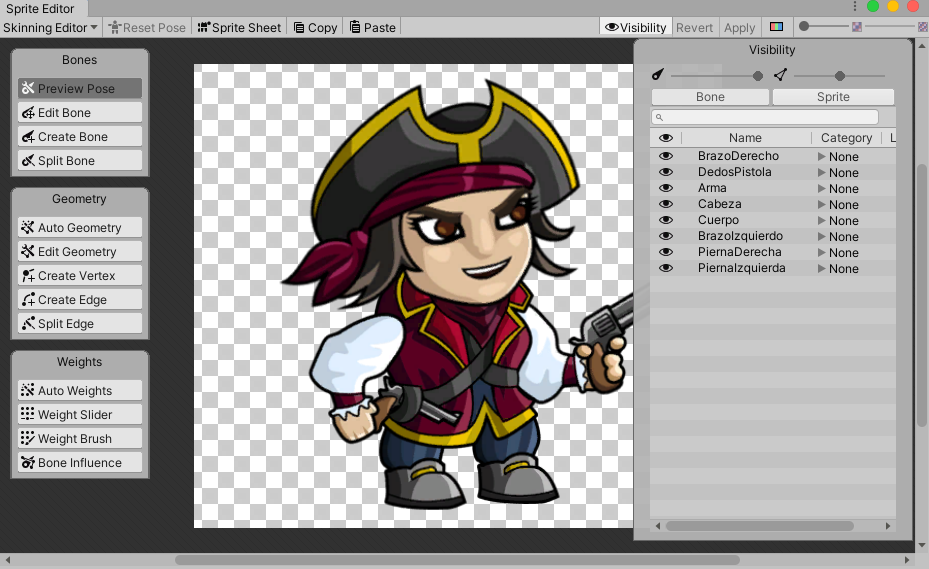 Sprite Editor
Skinning Editor Reset Pose Sprite Sheet Copy Paste Visibility Revert Apply
Bones
Preview Pose
Edit Bone
Create Bone
Split Bone
Geometry
Auto Geometry
Edit Geometry
Create Vertex
Create Edge
Split Edge
Weights
Auto Weights
Weight Slider
Weight Brush
Bone Influence
Visibility
Bone Sprite
Name Category L
BrazoDerecho None
DedosPistola None
Arma None
Cabeza None
Cuerpo None
BrazoIzquierdo None
PiernaDerecha None
PiernaIzquierda None